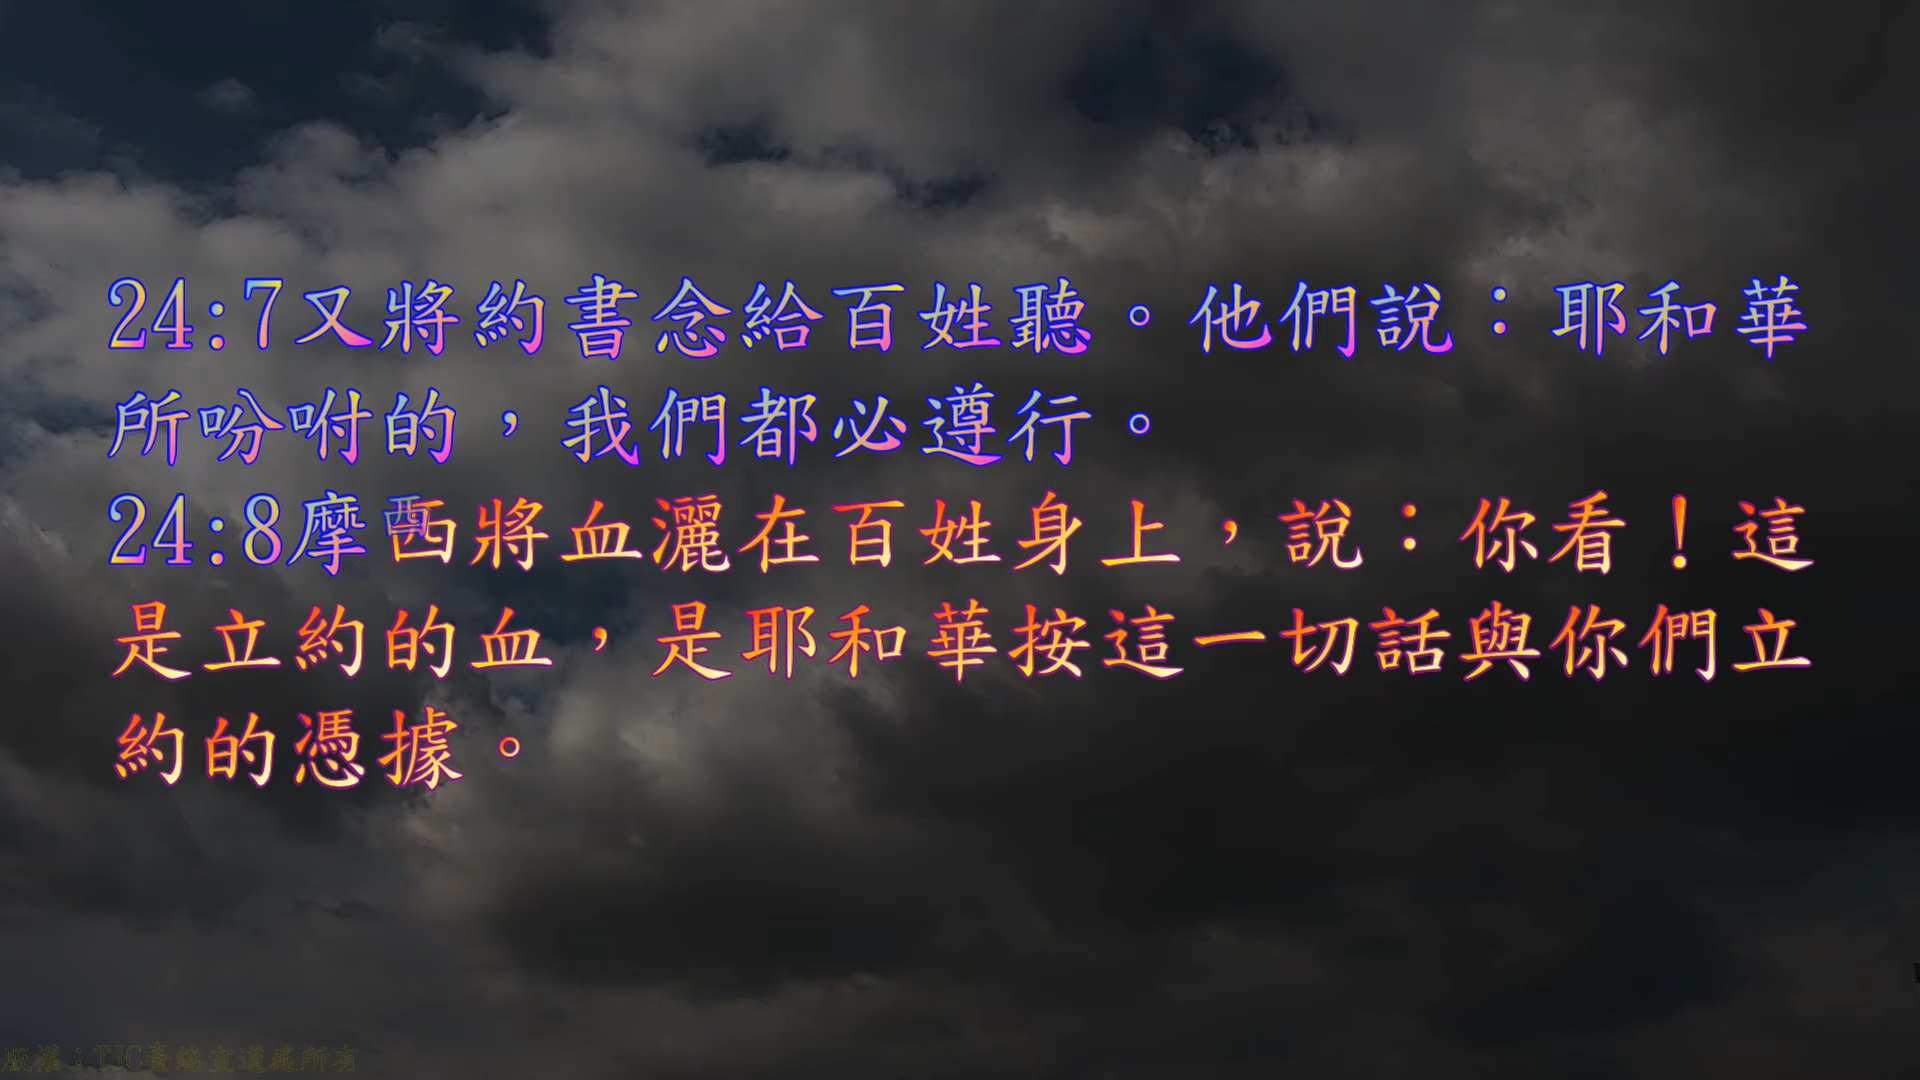 24:7又將約書念給百姓聽。他們說：耶和華
所吩咐的，我們都必遵行。
24:8摩西將血灑在百姓身上，說：你看！這
是立約的血，是耶和華按這一切話與你們立
約的憑據。
版權：TJC臺總宣道處所有